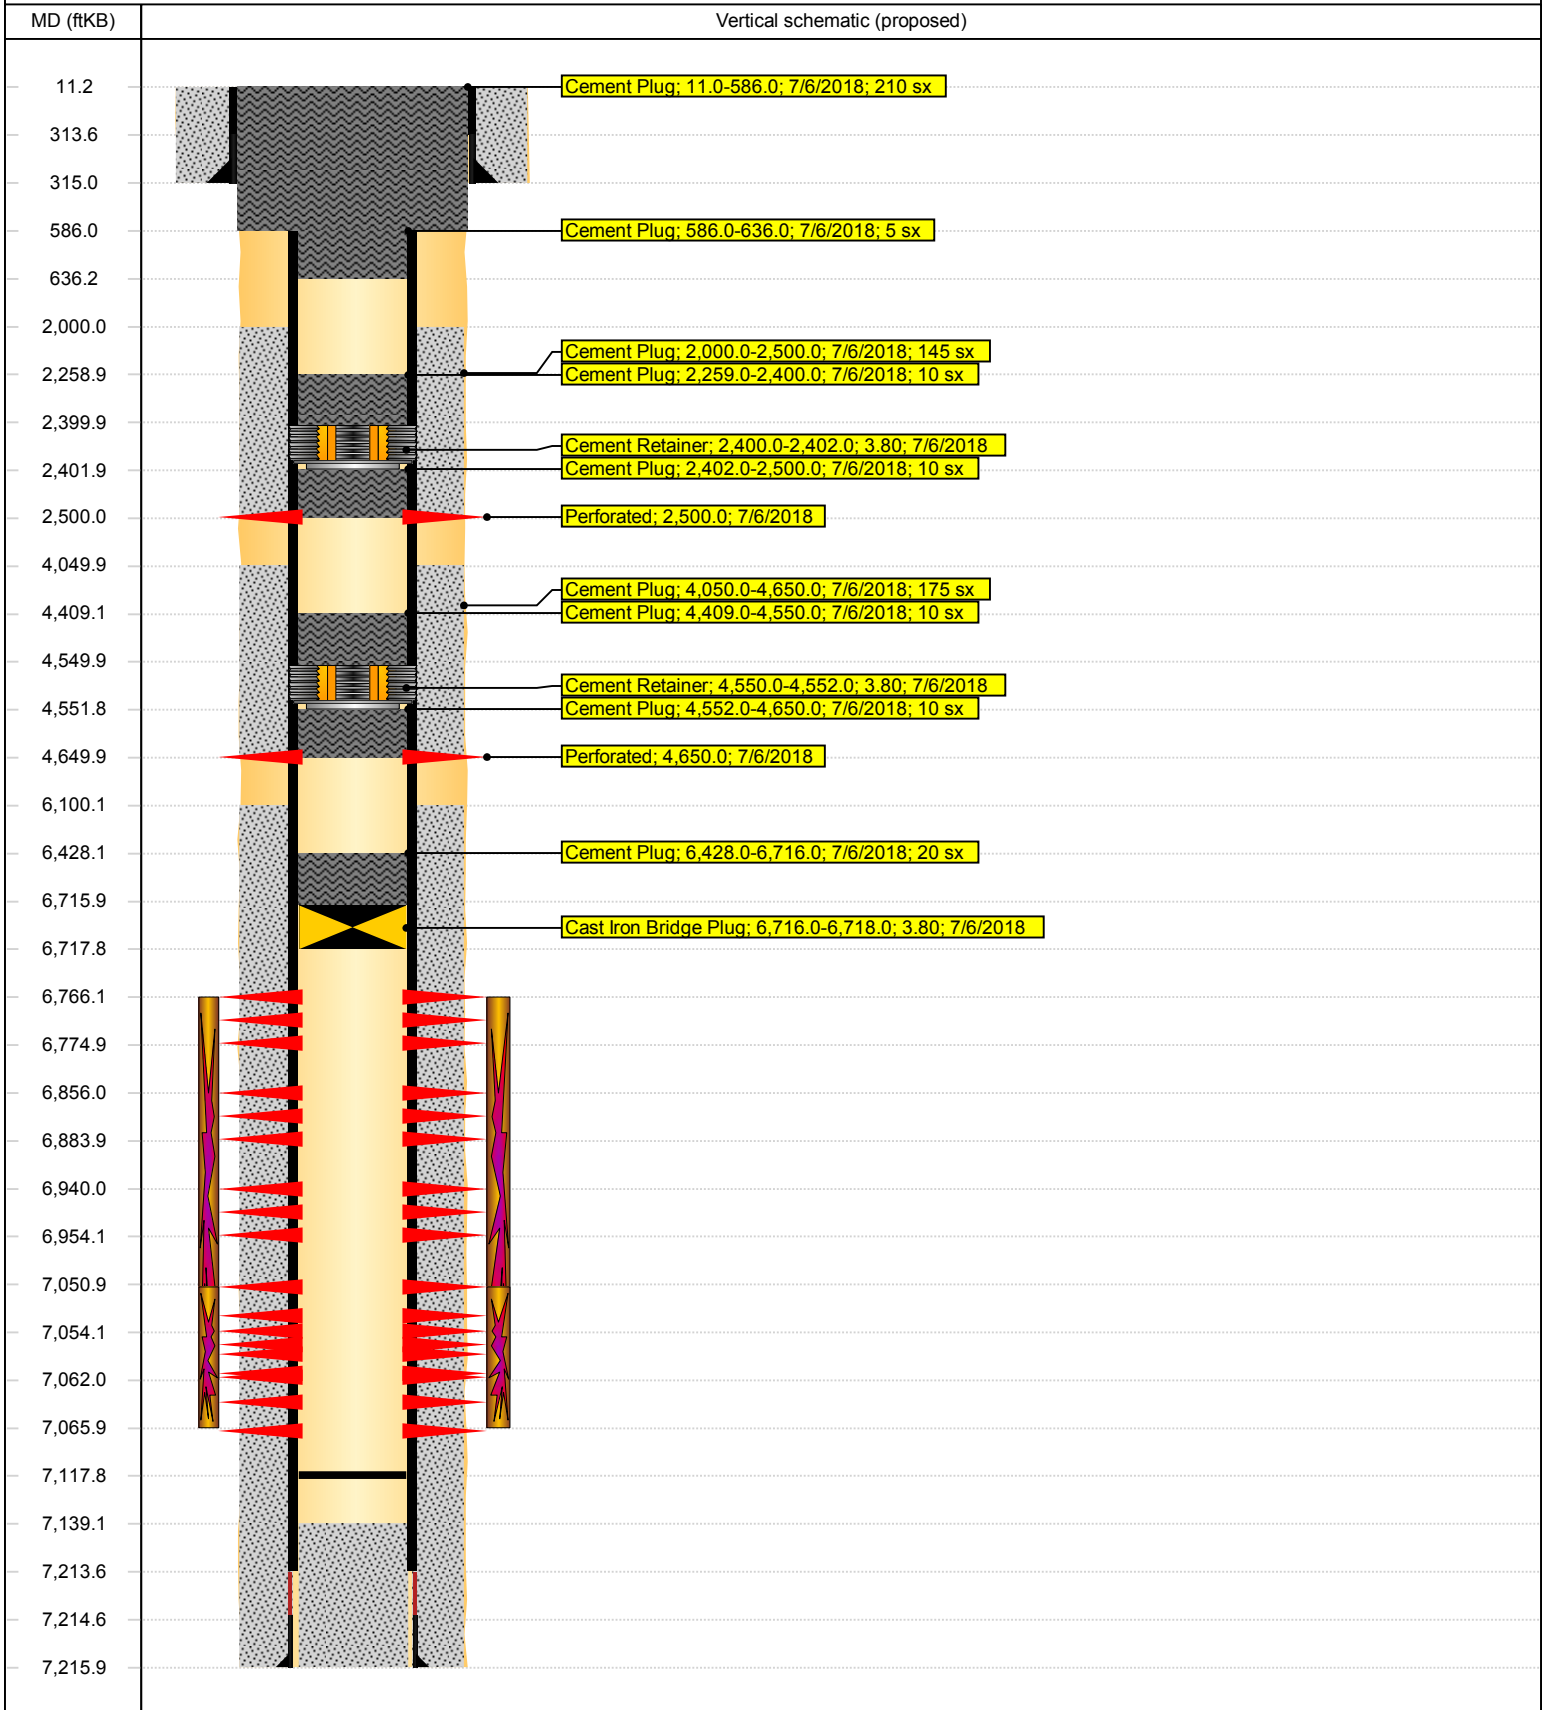 MD (ftKB) Vertical schematic (proposed)
11.2 Cement Plug; 11.0-586.0; 7/6/2018; 210 sx
313.6
315.0
586.0 Cement Plug; 586.0-636.0; 7/6/2018; 5 sx
636.2
2,000.0
Cement Plug; 2,000.0-2,500.0; 7/6/2018; 145 sx
2,258.9 Cement Plug; 2,259.0-2,400.0; 7/6/2018; 10 sx
2,399.9
Cement Retainer; 2,400.0-2,402.0; 3.80; 7/6/2018
2,401.9 Cement Plug; 2,402.0-2,500.0; 7/6/2018; 10 sx
2,500.0 Perforated; 2,500.0; 7/6/2018
4,049.9
Cement Plug; 4,050.0-4,650.0; 7/6/2018; 175 sx
4,409.1 Cement Plug; 4,409.0-4,550.0; 7/6/2018; 10 sx
4,549.9
Cement Retainer; 4,550.0-4,552.0; 3.80; 7/6/2018
4,551.8 Cement Plug; 4,552.0-4,650.0; 7/6/2018; 10 sx
4,649.9 Perforated; 4,650.0; 7/6/2018
6,100.1
6,428.1 Cement Plug; 6,428.0-6,716.0; 7/6/2018; 20 sx
6,715.9
Cast Iron Bridge Plug; 6,716.0-6,718.0; 3.80; 7/6/2018
6,717.8
6,766.1
6,774.9
6,856.0
6,883.9
6,940.0
6,954.1
7,050.9
7,054.1
7,062.0
7,065.9
7,117.8
7,139.1
7,213.6
7,214.6
7,215.9